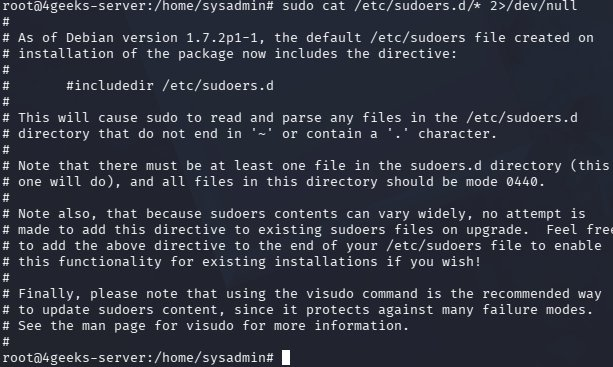 root@4geeks-server:/home/sysadmin# sudo cat /etc/sudoers.d/* 2>/dev/null
#
# As of Debian version 1.7.2p1-1, the default /etc/sudoers file created on
# installation of the package now includes the directive:
#
#       #includedir /etc/sudoers.d
#
# This will cause sudo to read and parse any files in the /etc/sudoers.d
# directory that do not end in '~' or contain a '.' character.
#
# Note that there must be at least one file in the sudoers.d directory (this
# one will do), and all files in this directory should be mode 0440.
#
# Note also, that because sudoers contents can vary widely, no attempt is
# made to add this directive to existing sudoers files on upgrade.  Feel free
# to add the above directive to the end of your /etc/sudoers file to enable
# this functionality for existing installations if you wish!
#
# Finally, please note that using the visudo command is the recommended way
# to update sudoers content, since it protects against many failure modes.
# See the man page for visudo for more information.
#
root@4geeks-server:/home/sysadmin#